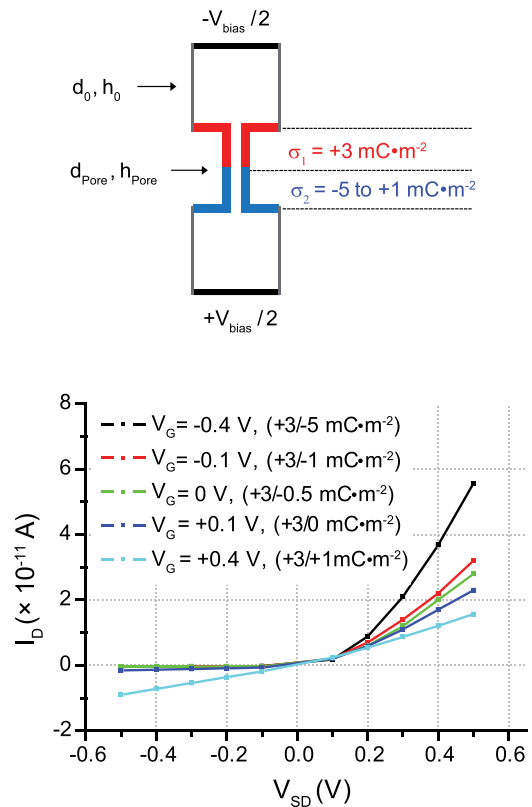 -V_bias/2
d_0, h_0
σ_1 = +3 mC•m^-2
d_Pore, h_Pore
σ_2 = -5 to +1 mC•m^-2
+V_bias/2
8
6
4
2
0
-2
I_D (× 10^-11 A)
V_G= -0.4 V, (+3/-5 mC•m^-2)
V_G= -0.1 V, (+3/-1 mC•m^-2)
V_G= 0 V, (+3/-0.5 mC•m^-2)
V_G= +0.1 V, (+3/0 mC•m^-2)
V_G= +0.4 V, (+3/+1mC•m^-2)
-0.6 -0.4 -0.2 0.0 0.2 0.4 0.6
V_SD (V)